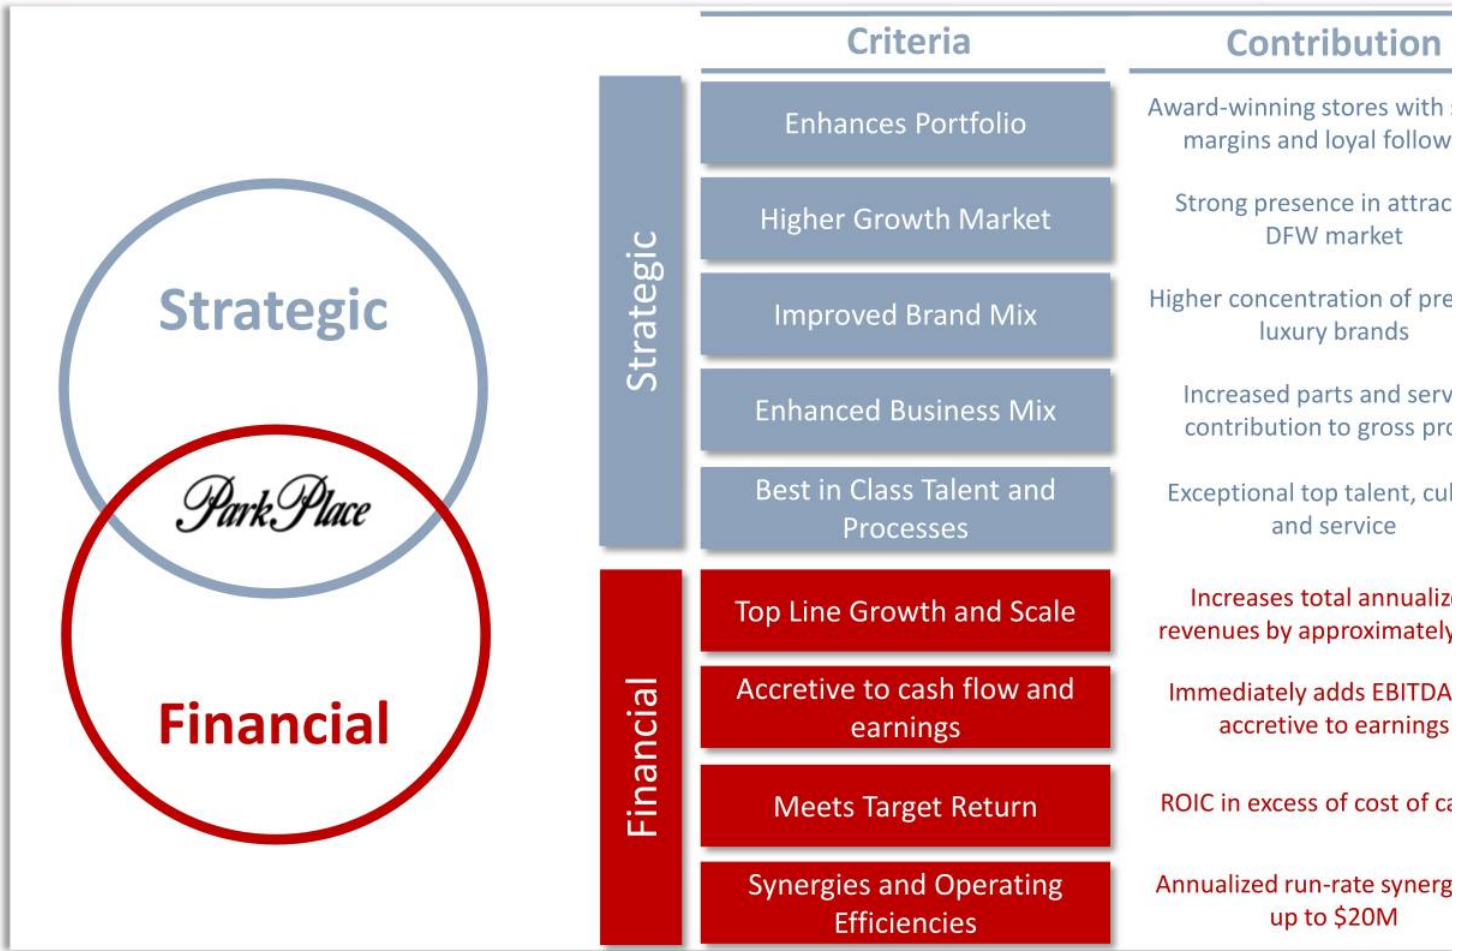 Criteria
Contribution
Strategic
Enhances Portfolio
Award-winning stores with
margins and loyal follow
Higher Growth Market
Strong presence in attrac
DFW market
Improved Brand Mix
Higher concentration of pre
luxury brands
Enhanced Business Mix
Increased parts and serv
contribution to gross pro
Best in Class Talent and
Processes
Exceptional top talent, cul
and service
Financial
Top Line Growth and Scale
Increases total annualiz
revenues by approximately
Accretive to cash flow and
earnings
Immediately adds EBITDA
accretive to earnings
Meets Target Return
ROIC in excess of cost of ca
Synergies and Operating
Efficiencies
Annualized run-rate synerg
up to $20M
Strategic
Park Place
Financial